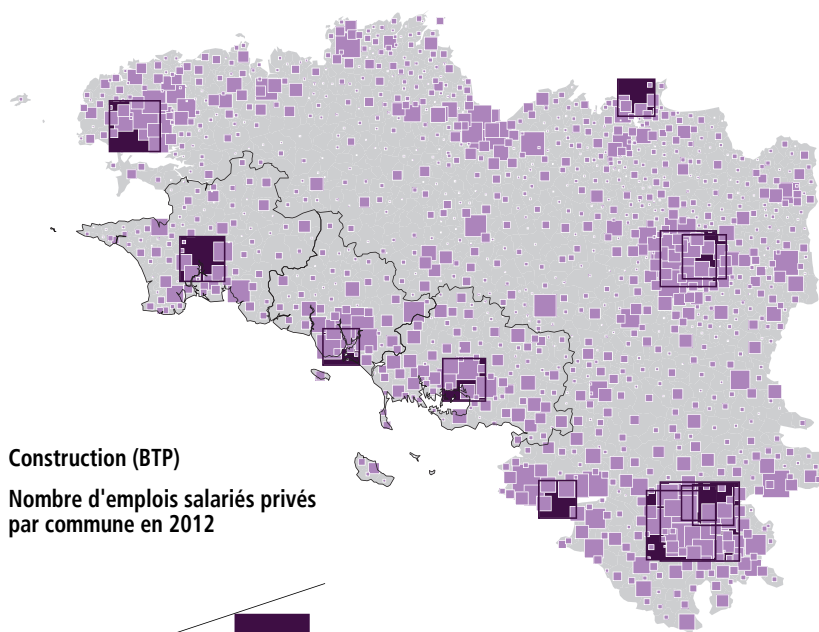 Construction (BTP)
Nombre d'emplois salariés privés
par commune en 2012